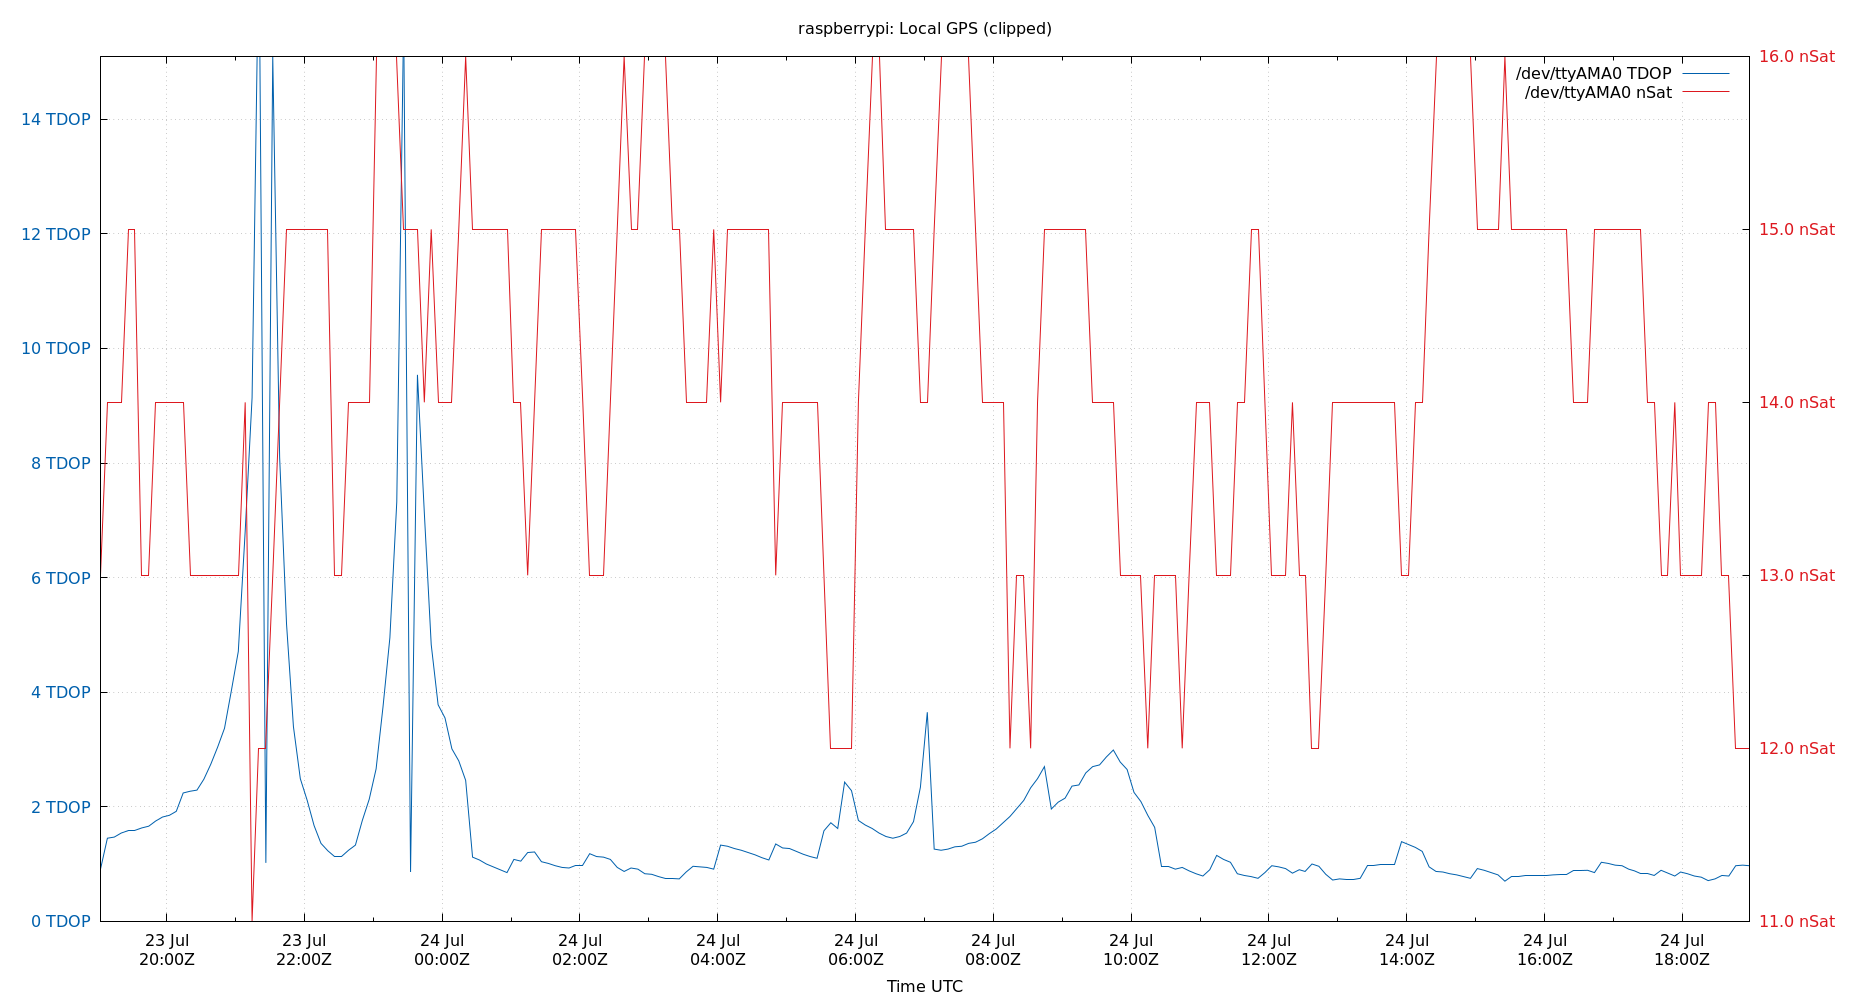 raspberrypi: Local GPS (clipped)
16.0 nSat
/dev/ttyAMA0 TDOP
/dev/ttyAMA0 nSat
14 TDOP
12 TDOP
15.0 nSat
10 TDOP
14.0 nSat
8 TDOP
6 TDOP
13.0 nSat
4 TDOP
12.0 nSat
2 TDOP
0 TDOP
11.0 nSat
23 Jul 23 Jul 24 Jul 24 Jul 24 Jul 24 Jul 24 Jul 24 Jul 24 Jul 24 Jul 24 Jul 24 Jul
20:00Z 22:00Z 00:00Z 02:00Z 04:00Z 06:00Z 08:00Z 10:00Z 12:00Z 14:00Z 16:00Z 18:00Z
Time UTC